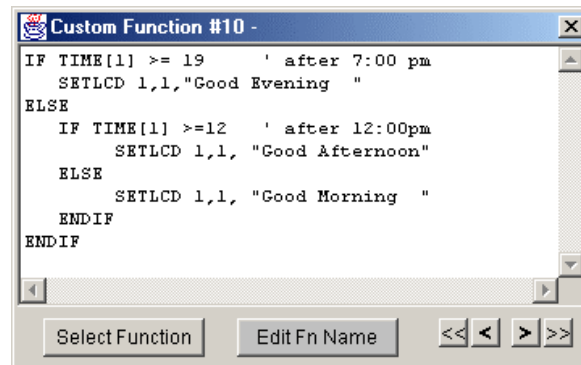 Custom Function #10 -
IF TIME[1] >= 19     ' after 7:00 pm
   SETLCD 1,1,"Good Evening  "
ELSE
   IF TIME[1] >=12   ' after 12:00pm
        SETLCD 1,1, "Good Afternoon"
   ELSE
        SETLCD 1,1, "Good Morning  "
   ENDIF
ENDIF
Select Function Edit Fn Name << < > >>